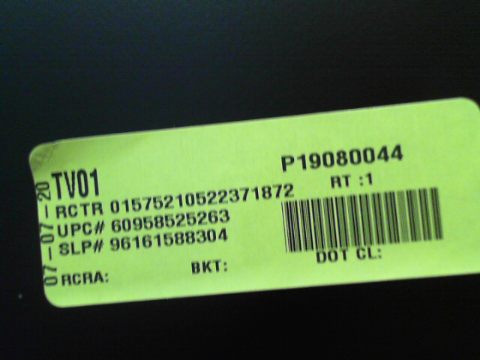 07-07-20
TV01
P19080044
RCTR 01575210522371872
RT :1
UPC# 60958525263
SLP# 96161588304
RCRA:
BKT:
DOT CL: